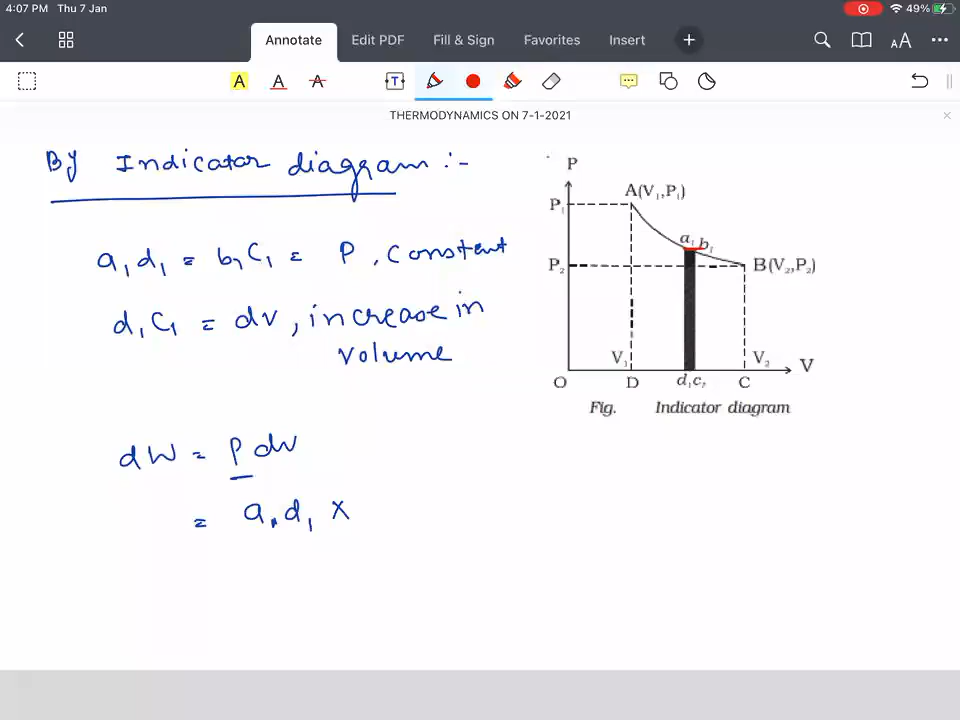 4:07 PM Thu 7 Jan 49%
Annotate Edit PDF Fill & Sign Favorites Insert
THERMODYNAMICS ON 7-1-2021
By Indicator diagram :-
a₁d₁ = b₁c₁ = P, constant
d₁c₁ = dv, increase in
volume
dW = P dv
= a₁d₁ X
P
A(V₁,P₁)
P₁
a₁ b₁
P₂
B(V₂,P₂)
V₁ V₂ V
O D d₁c₁ C
Fig. Indicator diagram